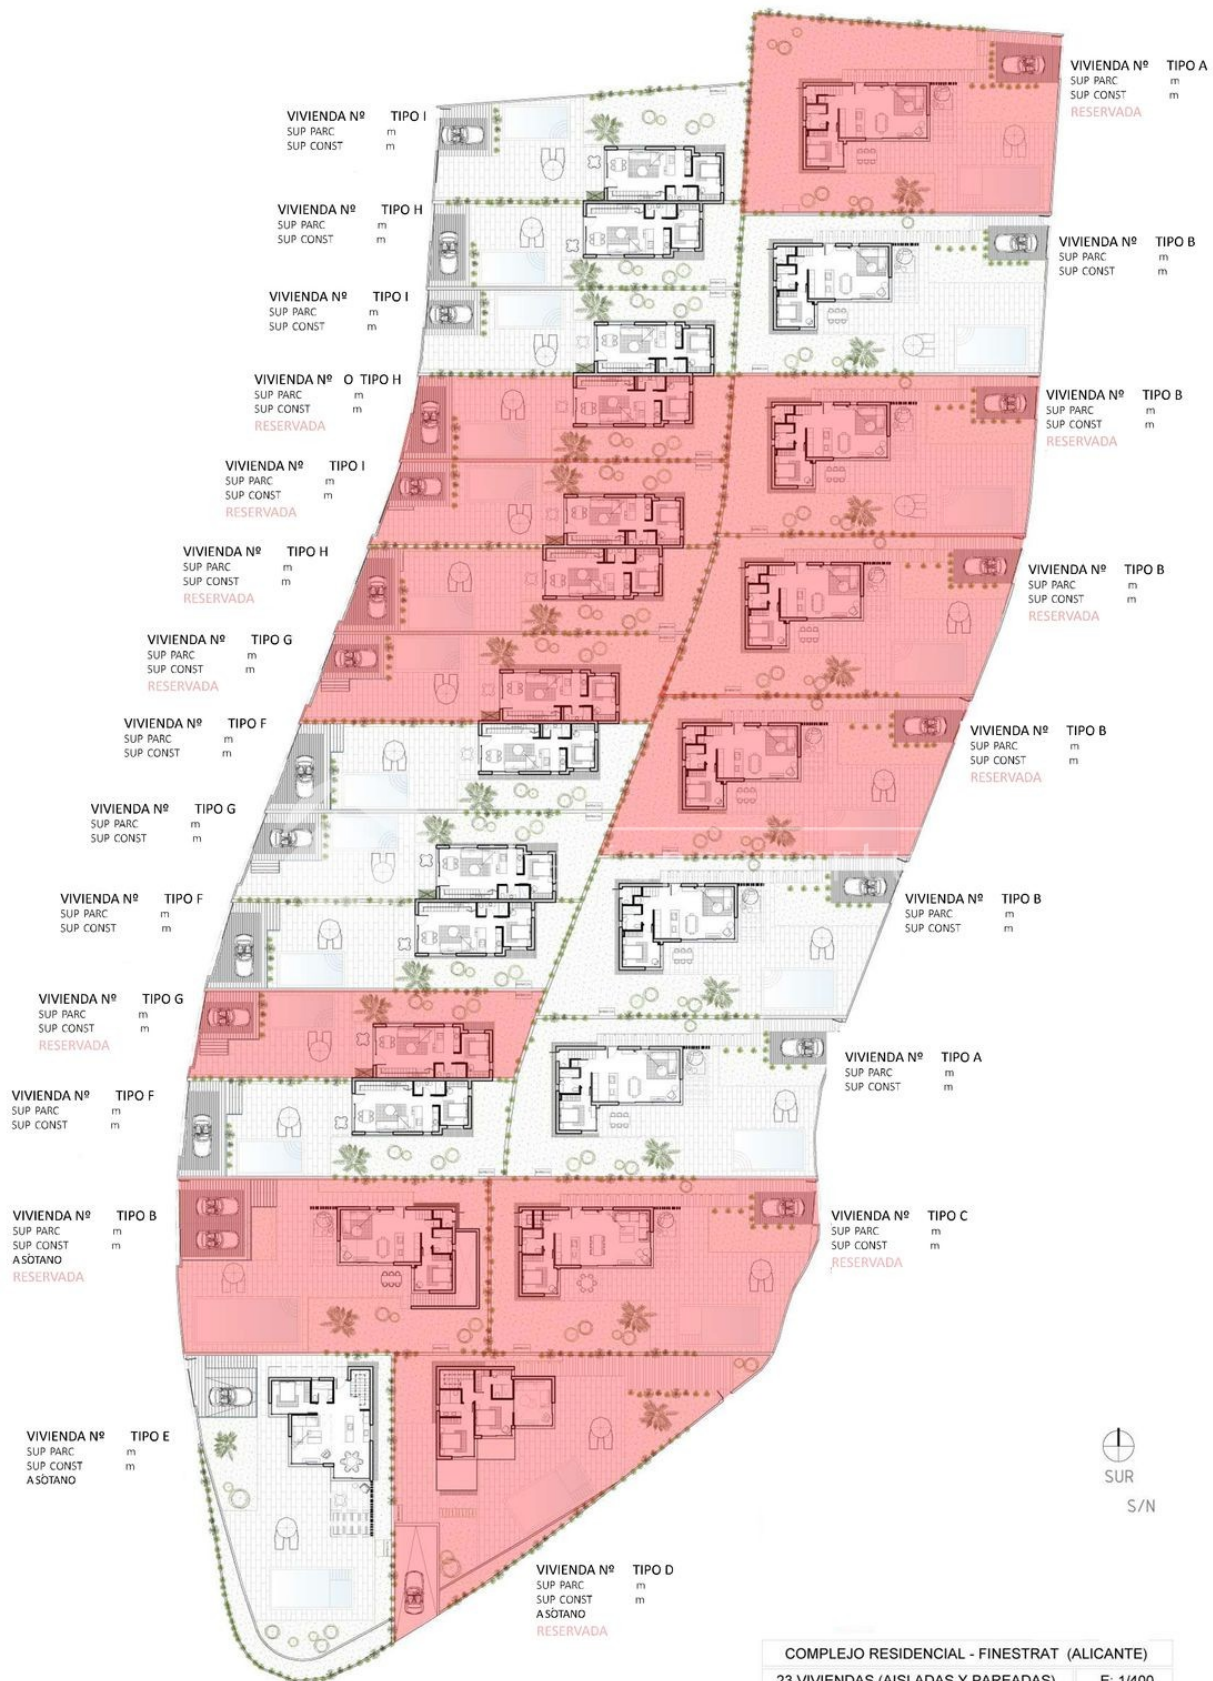 VIVIENDA Nº TIPO A
SUP PARC m
SUP CONST m
RESERVADA
VIVIENDA Nº TIPO I
SUP PARC m
SUP CONST m
VIVIENDA Nº TIPO H
SUP PARC m
SUP CONST m
VIVIENDA Nº TIPO B
SUP PARC m
SUP CONST m
VIVIENDA Nº TIPO I
SUP PARC m
SUP CONST m
VIVIENDA Nº O TIPO H
SUP PARC m
SUP CONST m
RESERVADA
VIVIENDA Nº TIPO B
SUP PARC m
SUP CONST m
RESERVADA
VIVIENDA Nº TIPO I
SUP PARC m
SUP CONST m
RESERVADA
VIVIENDA Nº TIPO H
SUP PARC m
SUP CONST m
RESERVADA
VIVIENDA Nº TIPO B
SUP PARC m
SUP CONST m
RESERVADA
VIVIENDA Nº TIPO G
SUP PARC m
SUP CONST m
RESERVADA
VIVIENDA Nº TIPO F
SUP PARC m
SUP CONST m
VIVIENDA Nº TIPO B
SUP PARC m
SUP CONST m
RESERVADA
VIVIENDA Nº TIPO G
SUP PARC m
SUP CONST m
VIVIENDA Nº TIPO F
SUP PARC m
SUP CONST m
VIVIENDA Nº TIPO B
SUP PARC m
SUP CONST m
VIVIENDA Nº TIPO G
SUP PARC m
SUP CONST m
RESERVADA
VIVIENDA Nº TIPO A
SUP PARC m
SUP CONST m
VIVIENDA Nº TIPO F
SUP PARC m
SUP CONST m
VIVIENDA Nº TIPO B
SUP PARC m
SUP CONST m
A SÒTANO
RESERVADA
VIVIENDA Nº TIPO C
SUP PARC m
SUP CONST m
RESERVADA
VIVIENDA Nº TIPO E
SUP PARC m
SUP CONST m
A SÒTANO
SUR
S/N
VIVIENDA Nº TIPO D
SUP PARC m
SUP CONST m
A SÒTANO
RESERVADA
COMPLEJO RESIDENCIAL - FINESTRAT (ALICANTE)
23 VIVIENDAS (AISLADAS Y PAREADAS) E: 1/400